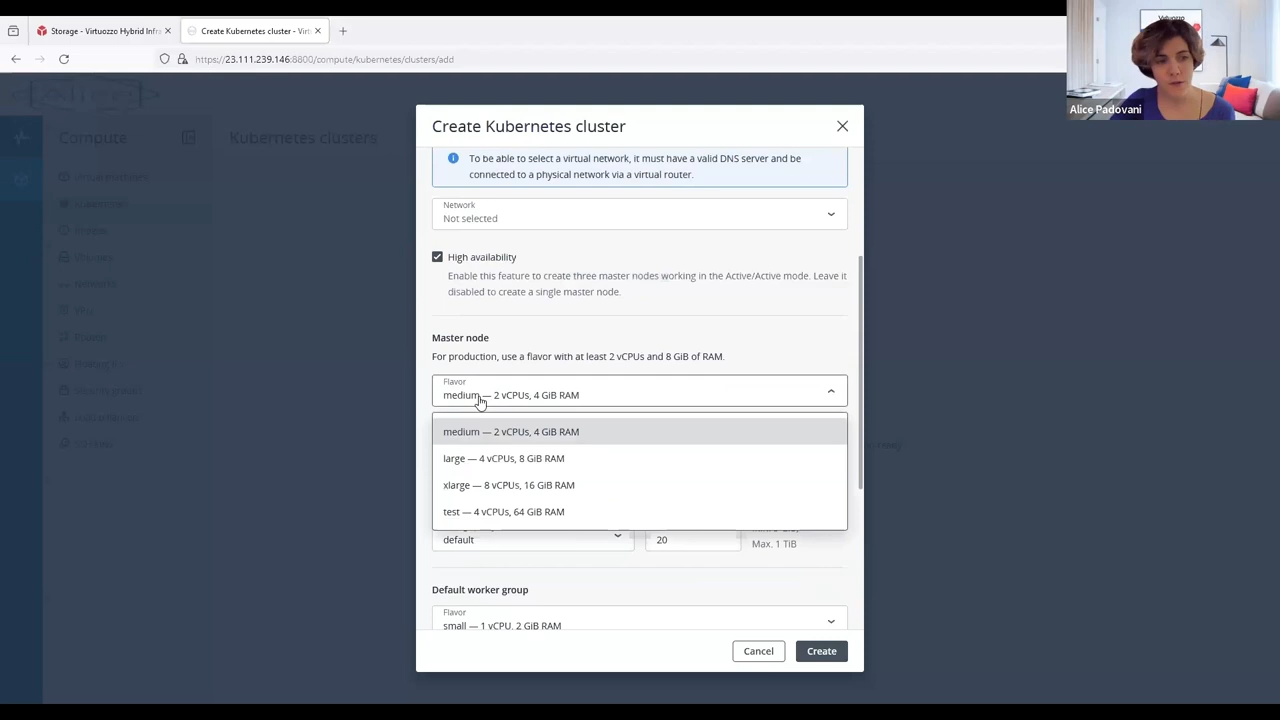 Storage - Virtuozzo Hybrid Infra
Create Kubernetes cluster - Virt
https://23.111.239.146:8800/compute/kubernetes/clusters/add
Virtuozzo
Alice Padovani
Compute
Kubernetes clusters
Create Kubernetes cluster
To be able to select a virtual network, it must have a valid DNS server and be
connected to a physical network via a virtual router.
Network
Not selected
High availability
Enable this feature to create three master nodes working in the Active/Active mode. Leave it
disabled to create a single master node.
Master node
For production, use a flavor with at least 2 vCPUs and 8 GiB of RAM.
Flavor
medium — 2 vCPUs, 4 GiB RAM
medium — 2 vCPUs, 4 GiB RAM
large — 4 vCPUs, 8 GiB RAM
xlarge — 8 vCPUs, 16 GiB RAM
test — 4 vCPUs, 64 GiB RAM
default
20
Max. 1 TiB
Default worker group
Flavor
small — 1 vCPU, 2 GiB RAM
Cancel
Create